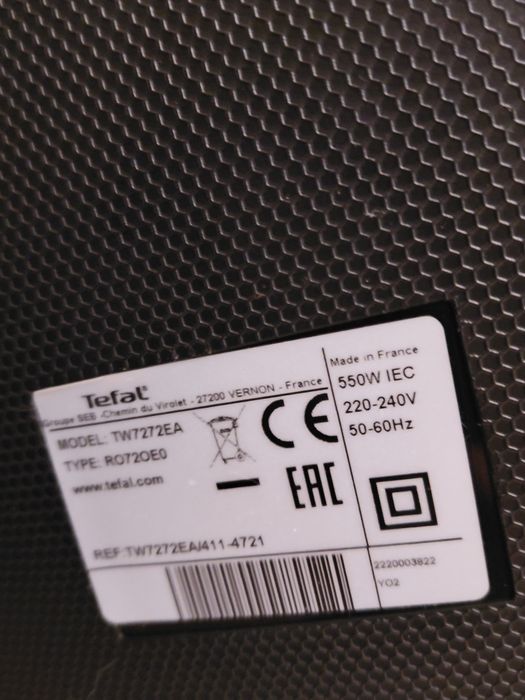 Tefal
Groupe SEB -Chemin du Virolet - 27200 VERNON - France
MODEL: TW7272EA
TYPE: RO72OE0
www.tefal.com
CE
EAC
REF:TW7272EA/411-4721
Made in France
550W IEC
220-240V
50-60Hz
2220003822
YO2